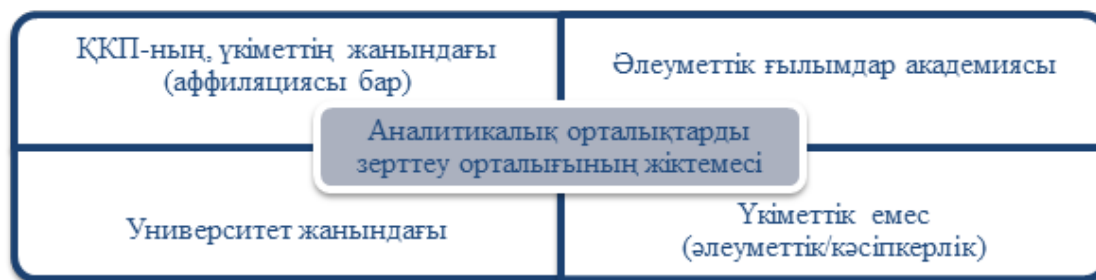 ҚКП-ның, үкіметтің жанындағы
(аффиляциясы бар)
Әлеуметтік ғылымдар академиясы
Аналитикалық орталықтарды
зерттеу орталығының жіктемесі
Университет жанындағы
Үкіметтік емес
(әлеуметтік/кәсіпкерлік)